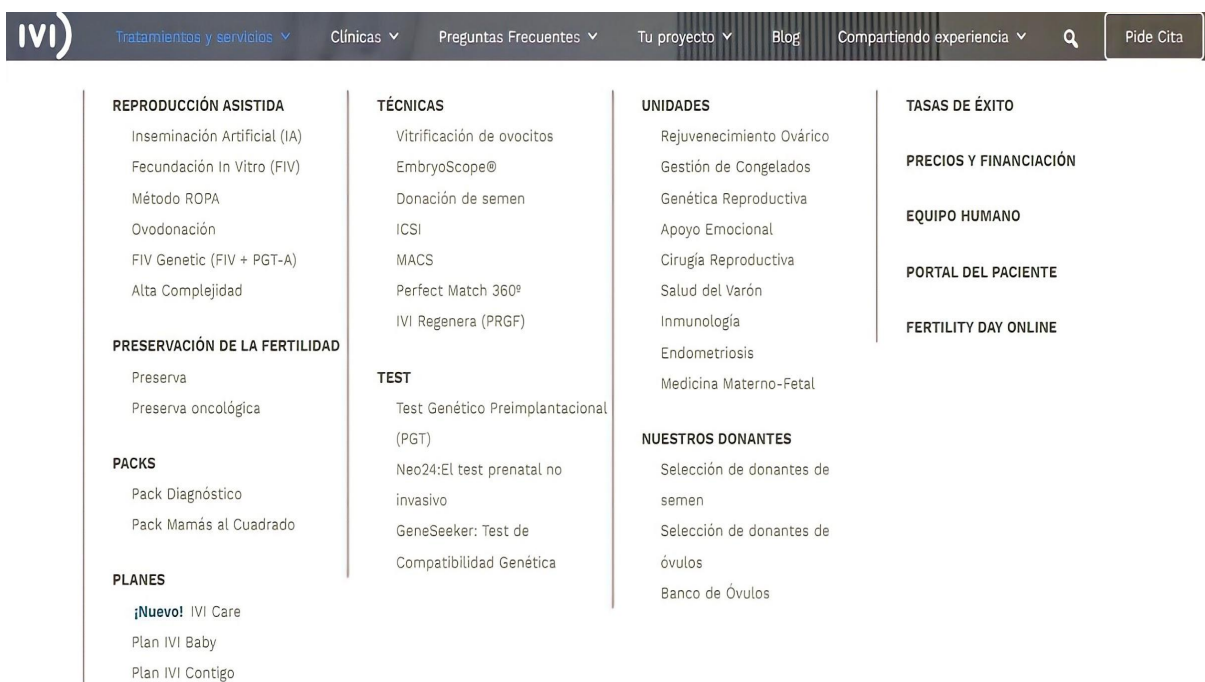 IVI
Tratamientos y servicios
Clínicas
Preguntas Frecuentes
Tu proyecto
Blog
Compartiendo experiencia
Pide Cita
REPRODUCCIÓN ASISTIDA
Inseminación Artificial (IA)
Fecundación In Vitro (FIV)
Método ROPA
Ovodonación
FIV Genetic (FIV + PGT-A)
Alta Complejidad
PRESERVACIÓN DE LA FERTILIDAD
Preserva
Preserva oncológica
PACKS
Pack Diagnóstico
Pack Mamás al Cuadrado
PLANES
¡Nuevo! IVI Care
Plan IVI Baby
Plan IVI Contigo
TÉCNICAS
Vitrificación de ovocitos
EmbryoScope®
Donación de semen
ICSI
MACS
Perfect Match 360º
IVI Regenera (PRGF)
TEST
Test Genético Preimplantacional
(PGT)
Neo24:El test prenatal no
invasivo
GeneSeeker: Test de
Compatibilidad Genética
UNIDADES
Rejuvenecimiento Ovárico
Gestión de Congelados
Genética Reproductiva
Apoyo Emocional
Cirugía Reproductiva
Salud del Varón
Inmunología
Endometriosis
Medicina Materno-Fetal
NUESTROS DONANTES
Selección de donantes de
semen
Selección de donantes de
óvulos
Banco de Óvulos
TASAS DE ÉXITO
PRECIOS Y FINANCIACIÓN
EQUIPO HUMANO
PORTAL DEL PACIENTE
FERTILITY DAY ONLINE